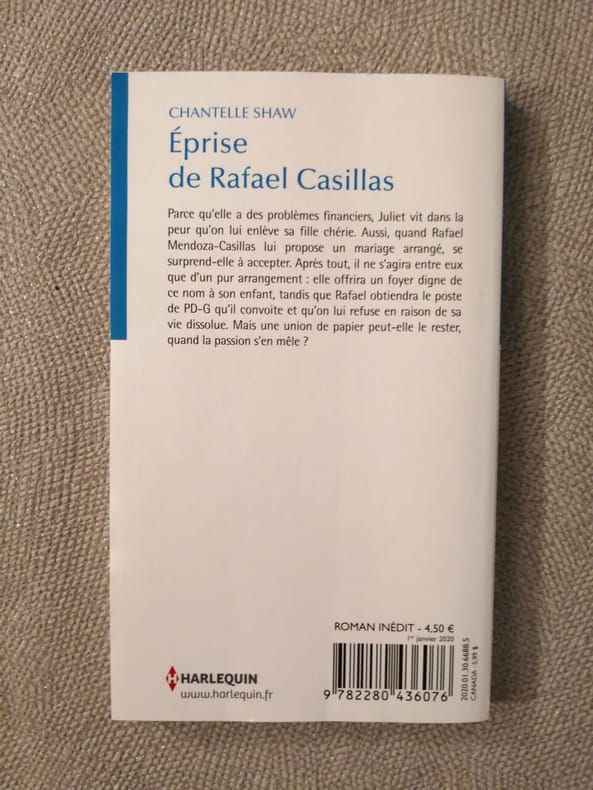 CHANTELLE SHAW
Éprise
de Rafael Casillas
Parce qu'elle a des problèmes financiers, Juliet vit dans la
peur qu'on lui enlève sa fille chérie. Aussi, quand Rafael
Mendoza-Casillas lui propose un mariage arrangé, se
surprend-elle à accepter. Après tout, il ne s'agira entre eux
que d'un pur arrangement : elle offrira un foyer digne de
ce nom à son enfant, tandis que Rafael obtiendra le poste
de PD-G qu'il convoite et qu'on lui refuse en raison de sa
vie dissolue. Mais une union de papier peut-elle le rester,
quand la passion s'en mêle ?
ROMAN INÉDIT - 4,50 €
1er janvier 2020
H HARLEQUIN
www.harlequin.fr
9 782280 436076
2020.01.30.6688.5
CANADA : 5,99 $